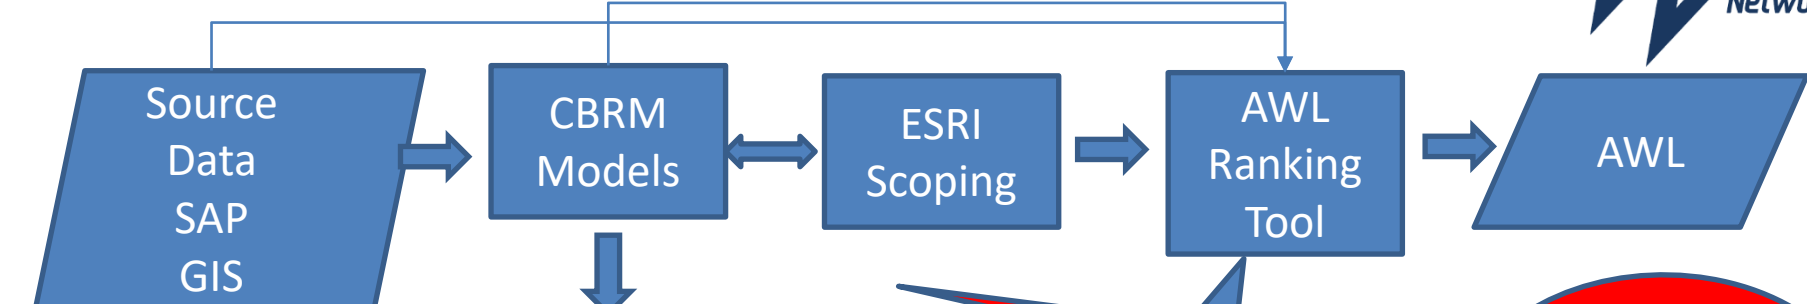 Source
Data
SAP
GIS
CBRM
Models
ESRI
Scoping
AWL
Ranking
Tool
AWL